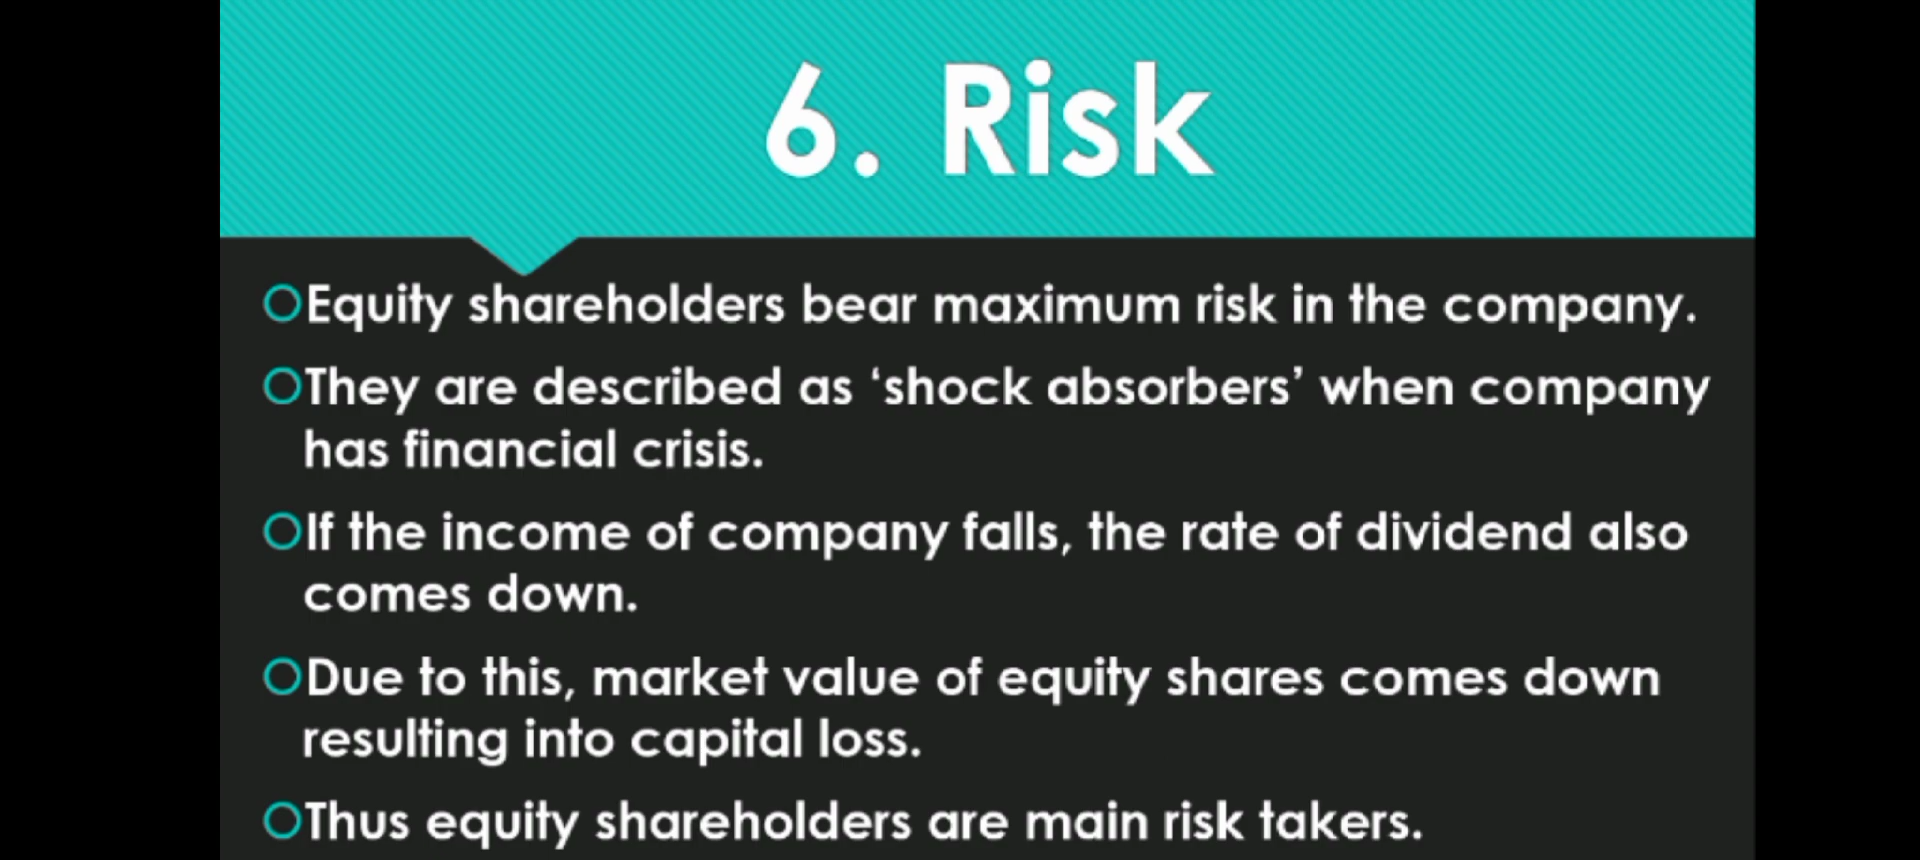 6. Risk
Equity shareholders bear maximum risk in the company.
They are described as ‘shock absorbers’ when company
has financial crisis.
If the income of company falls, the rate of dividend also
comes down.
Due to this, market value of equity shares comes down
resulting into capital loss.
Thus equity shareholders are main risk takers.